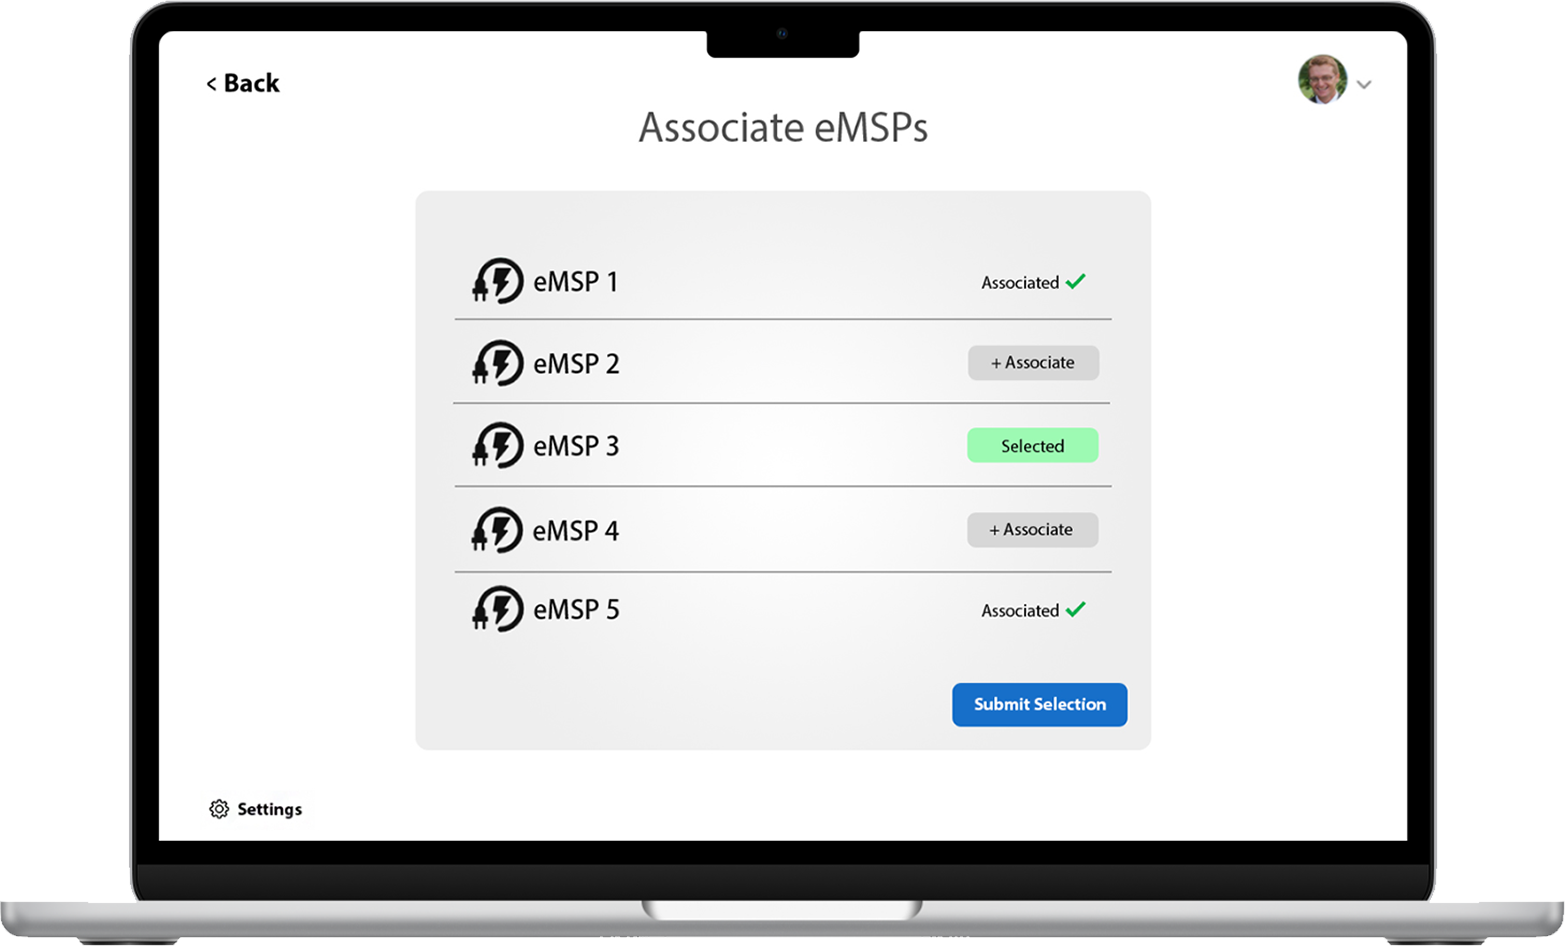 < Back
Associate eMSPs
eMSP 1 Associated
eMSP 2 + Associate
eMSP 3 Selected
eMSP 4 + Associate
eMSP 5 Associated
Submit Selection
Settings